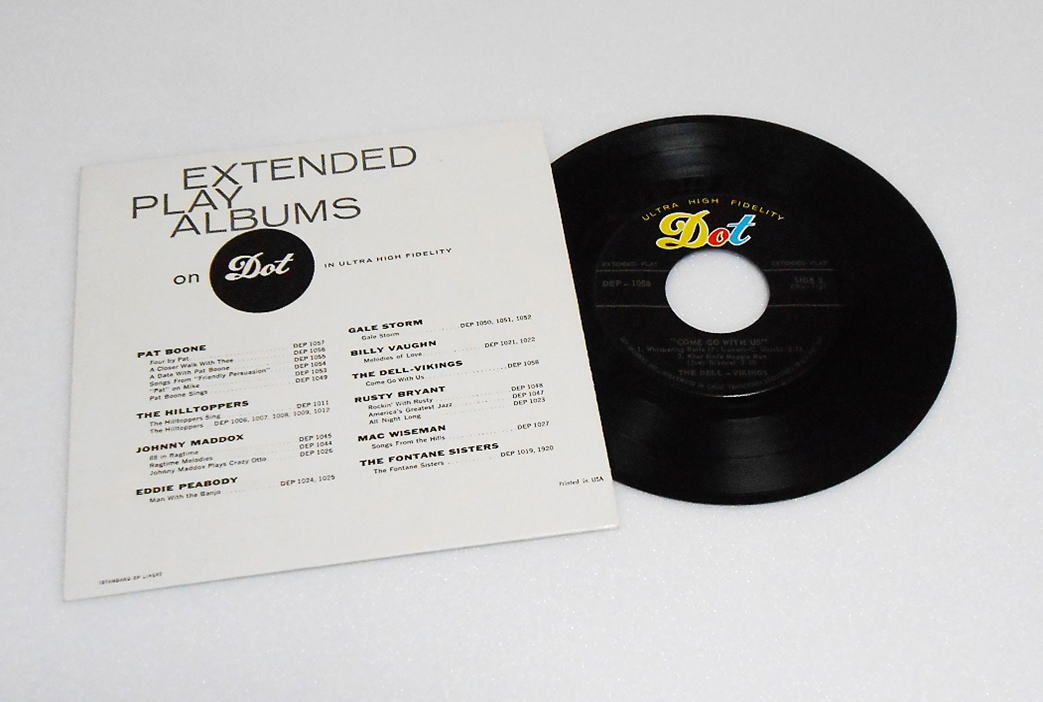 EXTENDED
PLAY
ALBUMS
on Dot IN ULTRA HIGH FIDELITY
PAT BOONE
Four by Pat DEP 1057
A Closer Walk With Thee DEP 1056
A Date With Pat Boone DEP 1055
Songs From "Friendly Persuasion" DEP 1054
"Pat" on Mike DEP 1053
Pat Boone Sings DEP 1049
THE HILLTOPPERS
The Hilltoppers Sing DEP 1011
The Hilltoppers DEP 1006, 1007, 1008, 1009, 1012
JOHNNY MADDOX
88 in Ragtime DEP 1045
Ragtime Melodies DEP 1044
Johnny Maddox Plays Crazy Otto DEP 1026
EDDIE PEABODY
Man With the Banjo DEP 1024, 1025
GALE STORM
Gale Storm DEP 1050, 1051, 1052
BILLY VAUGHN
Melodies of Love DEP 1021, 1022
THE DELL-VIKINGS
Come Go With Us DEP 1058
RUSTY BRYANT
Rockin' With Rusty DEP 1048
America's Greatest Jazz DEP 1047
All Night Long DEP 1023
MAC WISEMAN
Songs From the Hills DEP 1027
THE FONTANE SISTERS
The Fontane Sisters DEP 1019, 1920
Printed in USA
(STANDARD EP LINER)
ULTRA HIGH FIDELITY
Dot
EXTENDED PLAY EXTENDED PLAY
DEP-1058 SIDE 2
"COME GO WITH US"
1. Whispering Bells
2.
THE DELL-VIKINGS